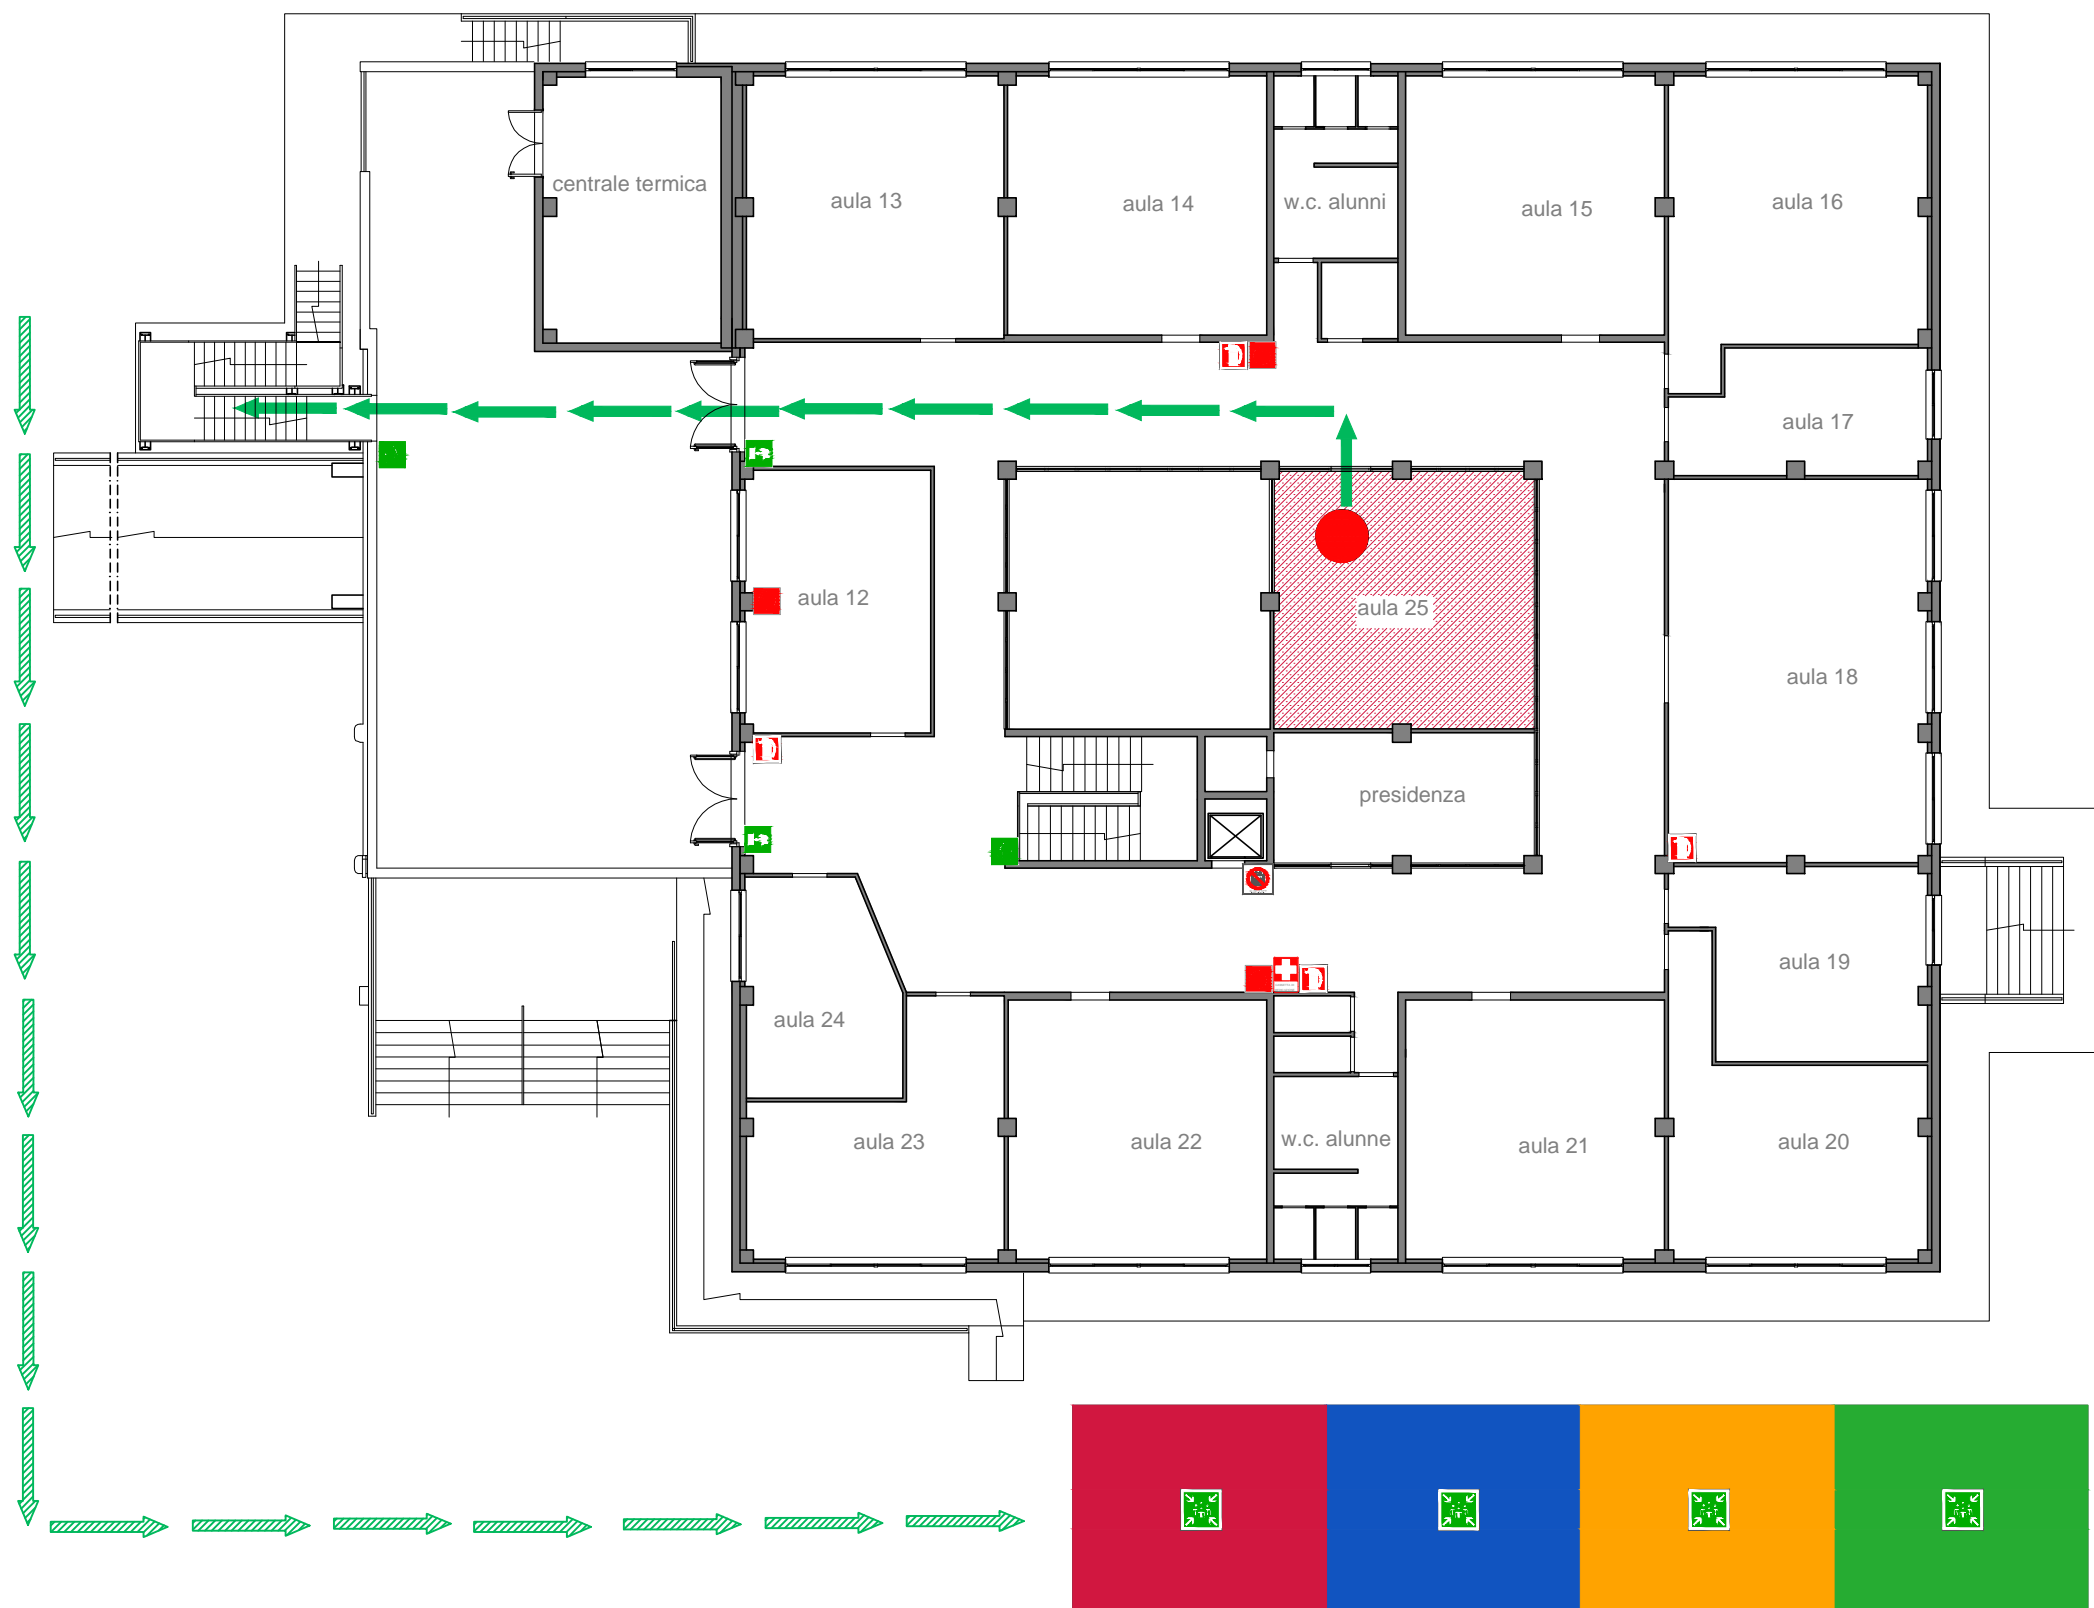 centrale termica
aula 13
aula 14
w.c. alunni
aula 15
aula 16
aula 17
aula 12
aula 25
aula 18
presidenza
aula 19
aula 24
aula 23
aula 22
w.c. alunne
aula 21
aula 20